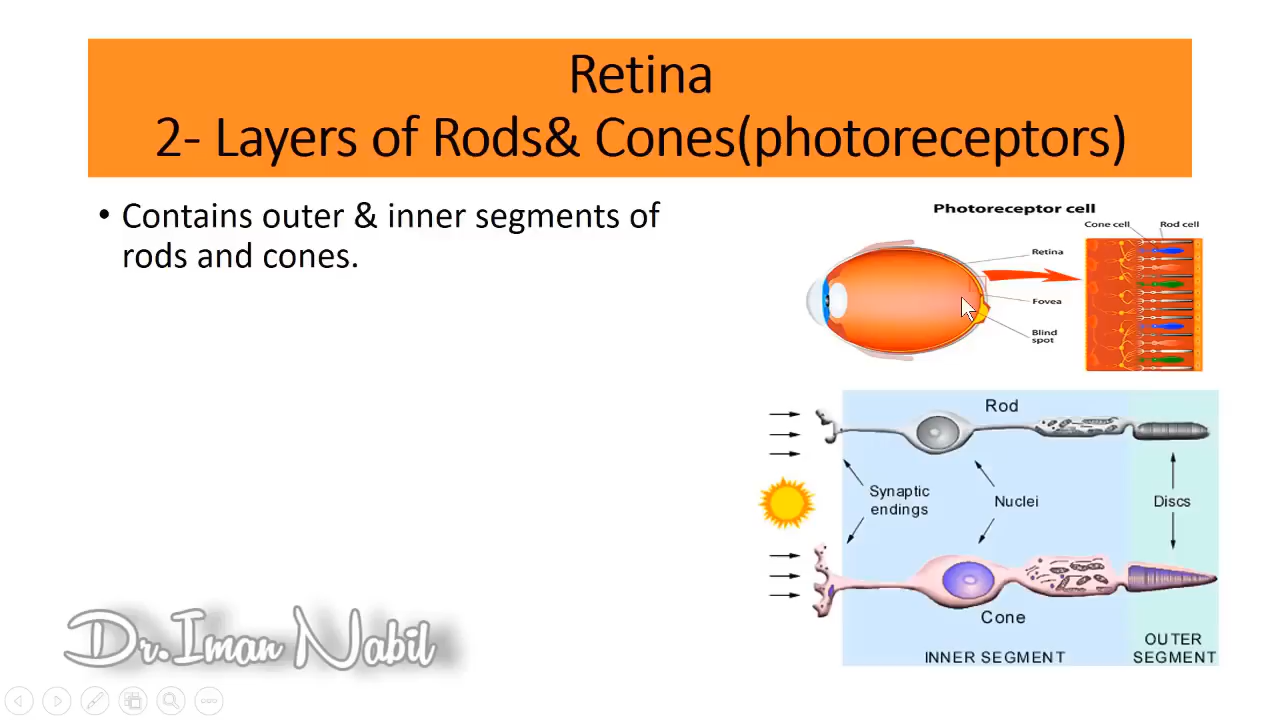 Retina
2- Layers of Rods& Cones(photoreceptors)
• Contains outer & inner segments of
rods and cones.
Photoreceptor cell
Cone cell
Rod cell
Retina
Fovea
Blind
spot
Rod
Synaptic
endings
Nuclei
Discs
Cone
INNER SEGMENT
OUTER
SEGMENT
Dr.Iman Nabil